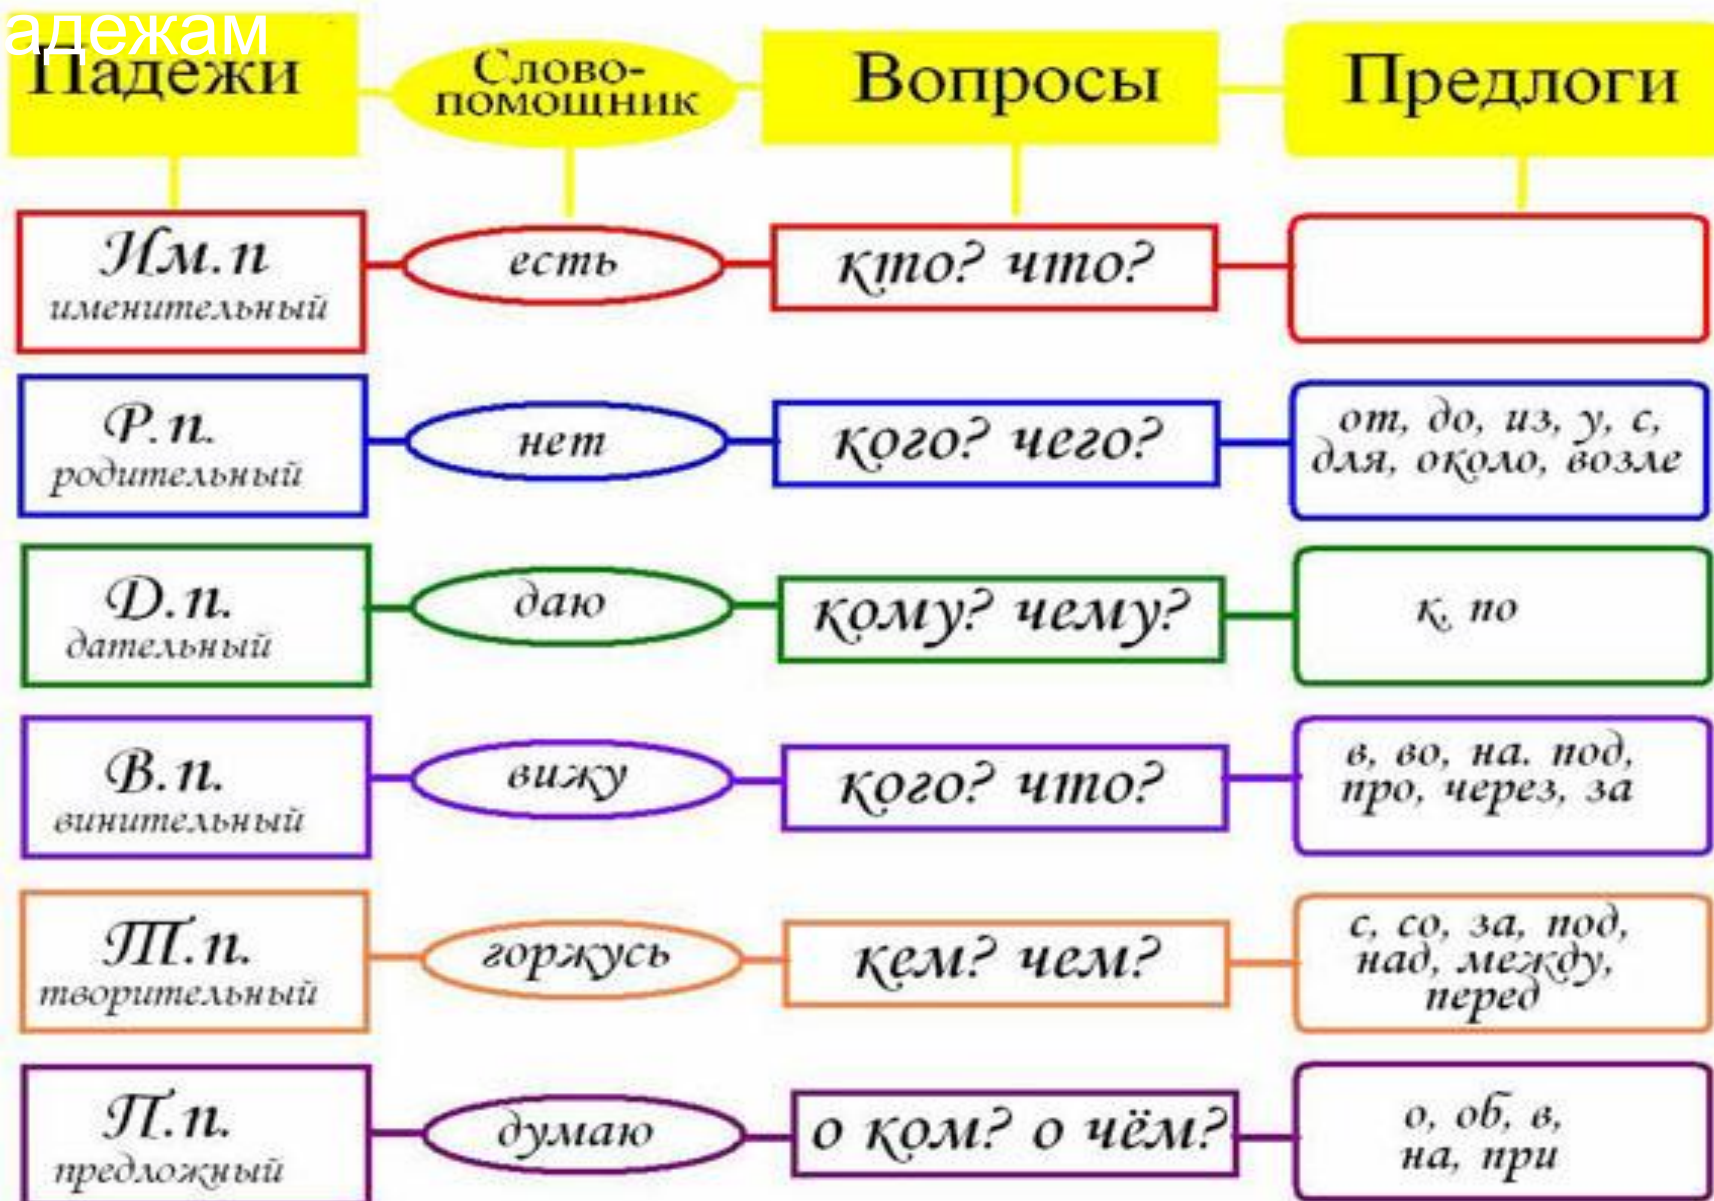 адежам
Падежи
Слово-
помощник
Вопросы
Предлоги
Им.п
именительный
есть
кто? что?
Р.п.
родительный
нет
кого? чего?
от, до, из, у, с,
для, около, возле
Д.п.
дательный
даю
кому? чему?
к, по
В.п.
винительный
вижу
кого? что?
в, во, на. под,
про, через, за
Т.п.
творительный
горжусь
кем? чем?
с, со, за, под,
над, между,
перед
П.п.
предложный
думаю
о ком? о чём?
о, об, в,
на, при